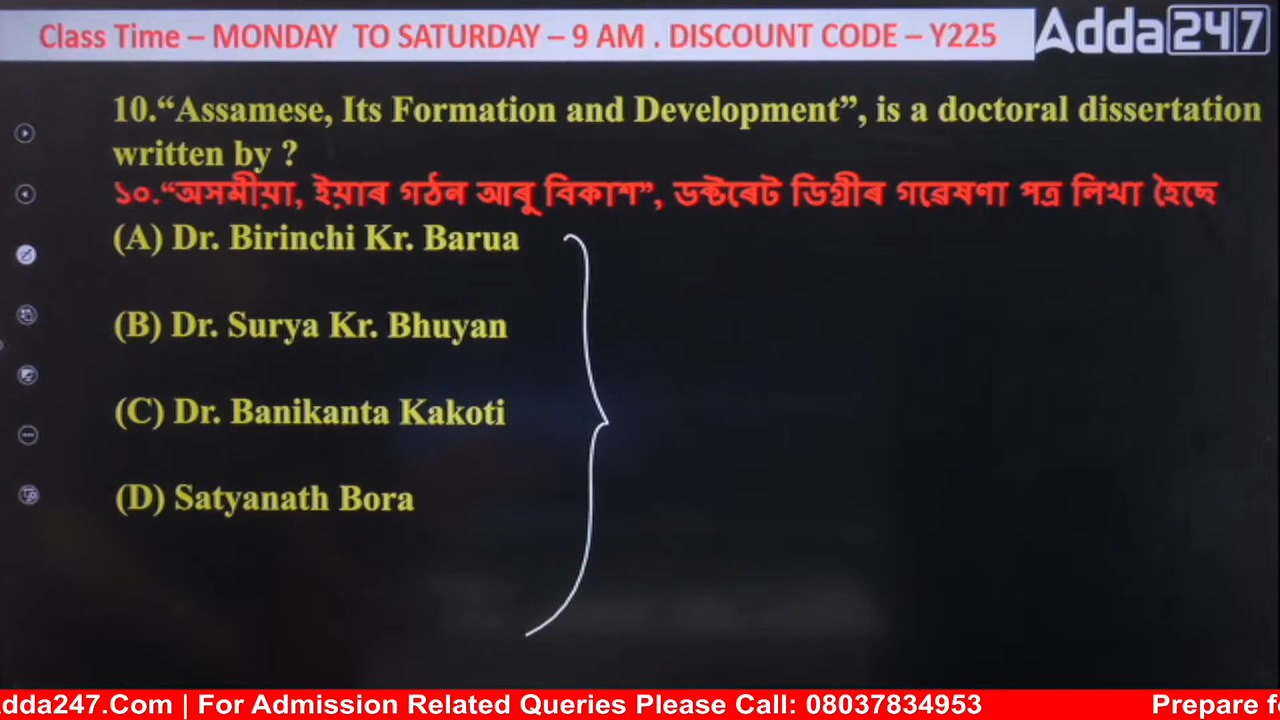 Class Time – MONDAY TO SATURDAY – 9 AM . DISCOUNT CODE – Y225
Adda247
10.“Assamese, Its Formation and Development”, is a doctoral dissertation
written by ?
১০.“অসমীয়া, ইয়াৰ গঠন আৰু বিকাশ”, ডক্টৰেট ডিগ্ৰীৰ গৱেষণা পত্ৰ লিখা হৈছে
(A) Dr. Birinchi Kr. Barua
(B) Dr. Surya Kr. Bhuyan
(C) Dr. Banikanta Kakoti
(D) Satyanath Bora
dda247.Com | For Admission Related Queries Please Call: 08037834953 Prepare fo